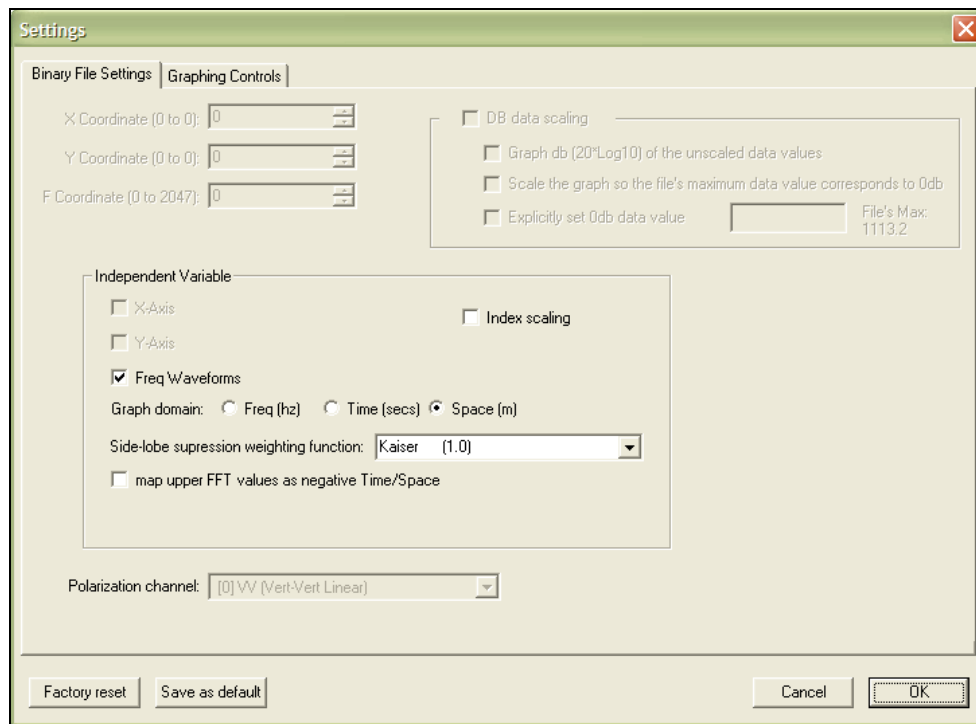 Settings
Binary File Settings
Graphing Controls
X Coordinate (0 to 0): 0
Y Coordinate (0 to 0): 0
F Coordinate (0 to 2047): 0
DB data scaling
Graph db (20*Log10) of the unscaled data values
Scale the graph so the file's maximum data value corresponds to 0db
Explicitly set 0db data value
File's Max:
1113.2
Independent Variable
X-Axis
Index scaling
Y-Axis
Freq Waveforms
Graph domain: Freq (hz) Time (secs) Space (m)
Side-lobe supression weighting function: Kaiser (1.0)
map upper FFT values as negative Time/Space
Polarization channel: [0] VV (Vert-Vert Linear)
Factory reset
Save as default
Cancel
OK